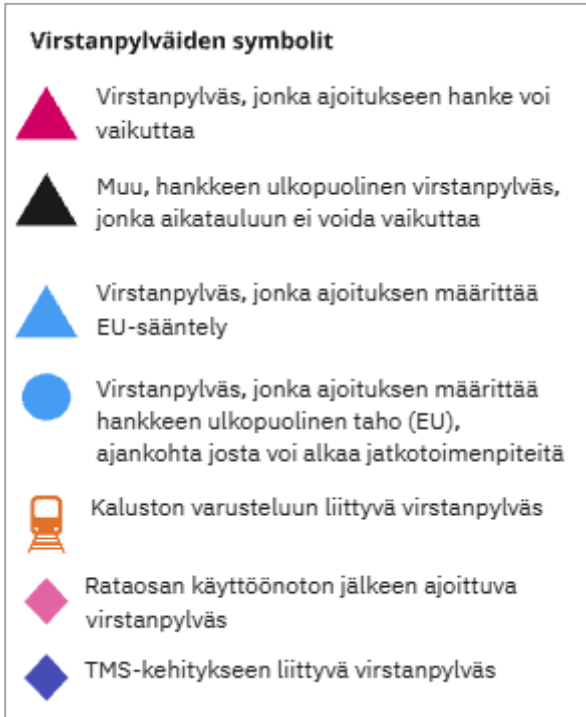 Virstanpylväiden symbolit
Virstanpylväs, jonka ajoitukseen hanke voi
vaikuttaa
Muu, hankkeen ulkopuolinen virstanpylväs,
jonka aikatauluun ei voida vaikuttaa
Virstanpylväs, jonka ajoituksen määrittää
EU-sääntely
Virstanpylväs, jonka ajoituksen määrittää
hankkeen ulkopuolinen taho (EU),
ajankohta josta voi alkaa jatkotoimenpiteitä
Kaluston varusteluun liittyvä virstanpylväs
Rataosan käyttöönoton jälkeen ajoittuva
virstanpylväs
TMS-kehitykseen liittyvä virstanpylväs